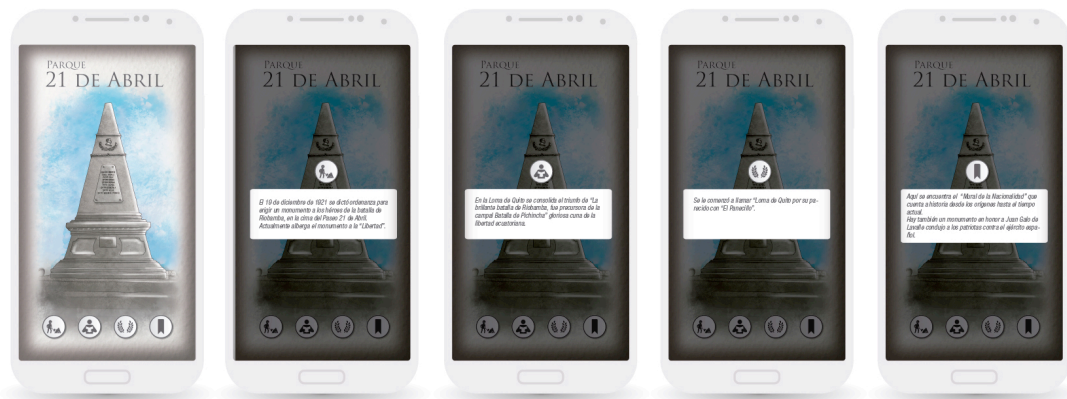 PARQUE
21 DE ABRIL
PARQUE
21 DE ABRIL
El 19 de diciembre de 1921 se dictó ordenanza para
erigir un monumento a los héroes de la batalla de
Riobamba, en la cima del Paseo 21 de Abril.
Actualmente alberga el monumento a la "Libertad".
PARQUE
21 DE ABRIL
En la Loma de Quito se consolida el triunfo de "La
brillante batalla de Riobamba, fue precursora de la
campal Batalla de Pichincha" gloriosa cuna de la
libertad ecuatoriana.
PARQUE
21 DE ABRIL
Se le comenzó a llamar "Loma de Quito por su pa-
recido con "El Panecillo".
PARQUE
21 DE ABRIL
Aquí se encuentra el "Mural de la Nacionalidad" que
cuenta a historia desde los orígenes hasta el tiempo
actual.
Hay también un monumento en honor a Juan Galo de
Lavalle condujo a los patriotas contra el ejército espa-
ñol.